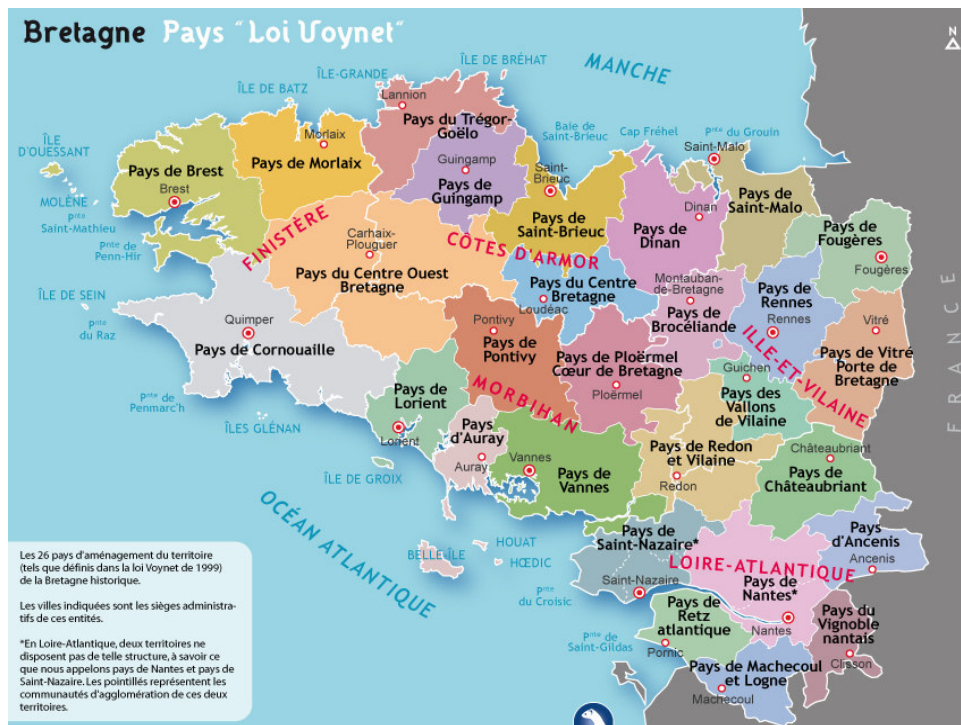 Bretagne Pays "Loi Voynet"
N
MANCHE
ÎLE DE BRÉHAT
ÎLE-GRANDE
ÎLE DE BATZ
Lannion
Pays du Trégor-
Goëlo
Baie de
Saint-Brieuc
Cap Fréhel
Pnte du Grouin
Saint-Malo
ÎLE
D'OUESSANT
Morlaix
Pays de Morlaix
Pays de Brest
Brest
Guingamp
Pays de
Guingamp
Saint-
Brieuc
Pays de
Saint-Brieuc
Dinan
Pays de
Dinan
Pays de
Saint-Malo
MOLÈNE
Pnte
Saint-Mathieu
Pnte de
Penn-Hir
FINISTÈRE
Carhaix-
Plouguer
Pays du Centre Ouest
Bretagne
CÔTES D'ARMOR
Pays du Centre
Bretagne
Loudéac
Montauban-
de-Bretagne
Pays de
Brocéliande
Pays de
Fougères
Fougères
Pays de
Rennes
Rennes
FRANCE
ÎLE DE SEIN
Pnte
du Raz
Quimper
Pays de Cornouaille
Pontivy
Pays de
Pontivy
Pays de Ploërmel
Cœur de Bretagne
Ploërmel
ILLE-ET-VILAINE
Vitré
Pays de Vitré
Porte de
Bretagne
Guichen
Pays des
Vallons
de Vilaine
MORBIHAN
Pnte de
Penmarc'h
ÎLES GLÉNAN
Pays de
Lorient
Lorient
Pays
d'Auray
Auray
Vannes
Pays de
Vannes
Pays de Redon
et Vilaine
Redon
Châteaubriant
Pays de
Châteaubriant
ÎLE DE GROIX
OCÉAN ATLANTIQUE
BELLE-ÎLE
HOUAT
HŒDIC
Pays de
Saint-Nazaire*
Saint-Nazaire
Pnte
du Croisic
LOIRE-ATLANTIQUE
Pays
d'Ancenis
Ancenis
Pays de
Nantes*
Nantes
Pnte de
Saint-Gildas
Pays de
Retz
atlantique
Pornic
Pays du
Vignoble
nantais
Clisson
Pays de Machecoul
et Logne
Machecoul
Les 26 pays d'aménagement du territoire
(tels que définis dans la loi Voynet de 1999)
de la Bretagne historique.
Les villes indiquées sont les sièges administra-
tifs de ces entités.
*En Loire-Atlantique, deux territoires ne
disposent pas de telle structure, à savoir ce
que nous appelons pays de Nantes et pays de
Saint-Nazaire. Les pointillés représentent les
communautés d'agglomération de ces deux
territoires.